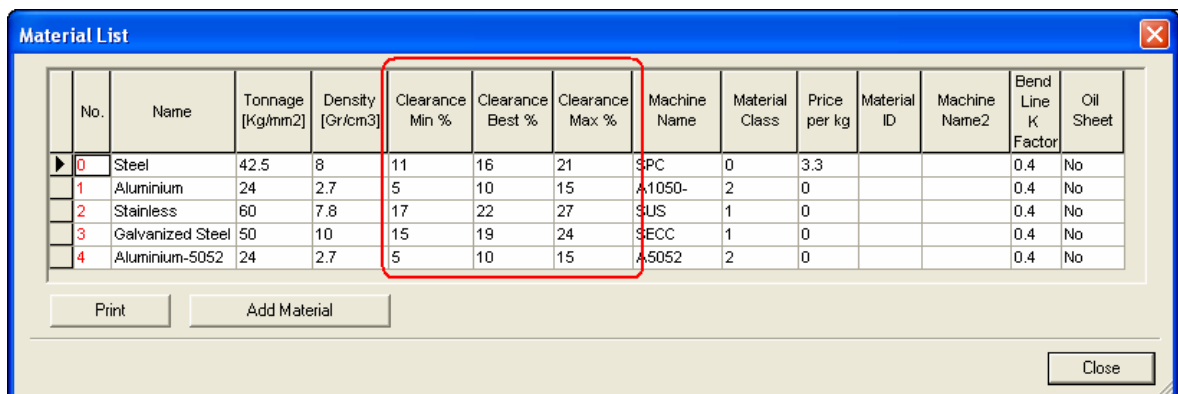 Material List
No. Name Tonnage [Kg/mm2] Density [Gr/cm3] Clearance Min % Clearance Best % Clearance Max % Machine Name Material Class Price per kg Material ID Machine Name2 Bend Line K Factor Oil Sheet
0 Steel 42.5 8 11 16 21 SPC 0 3.3 0.4 No
1 Aluminium 24 2.7 5 10 15 A1050- 2 0 0.4 No
2 Stainless 60 7.8 17 22 27 SUS 1 0 0.4 No
3 Galvanized Steel 50 10 15 19 24 SECC 1 0 0.4 No
4 Aluminium-5052 24 2.7 5 10 15 A5052 2 0 0.4 No
Print Add Material
Close